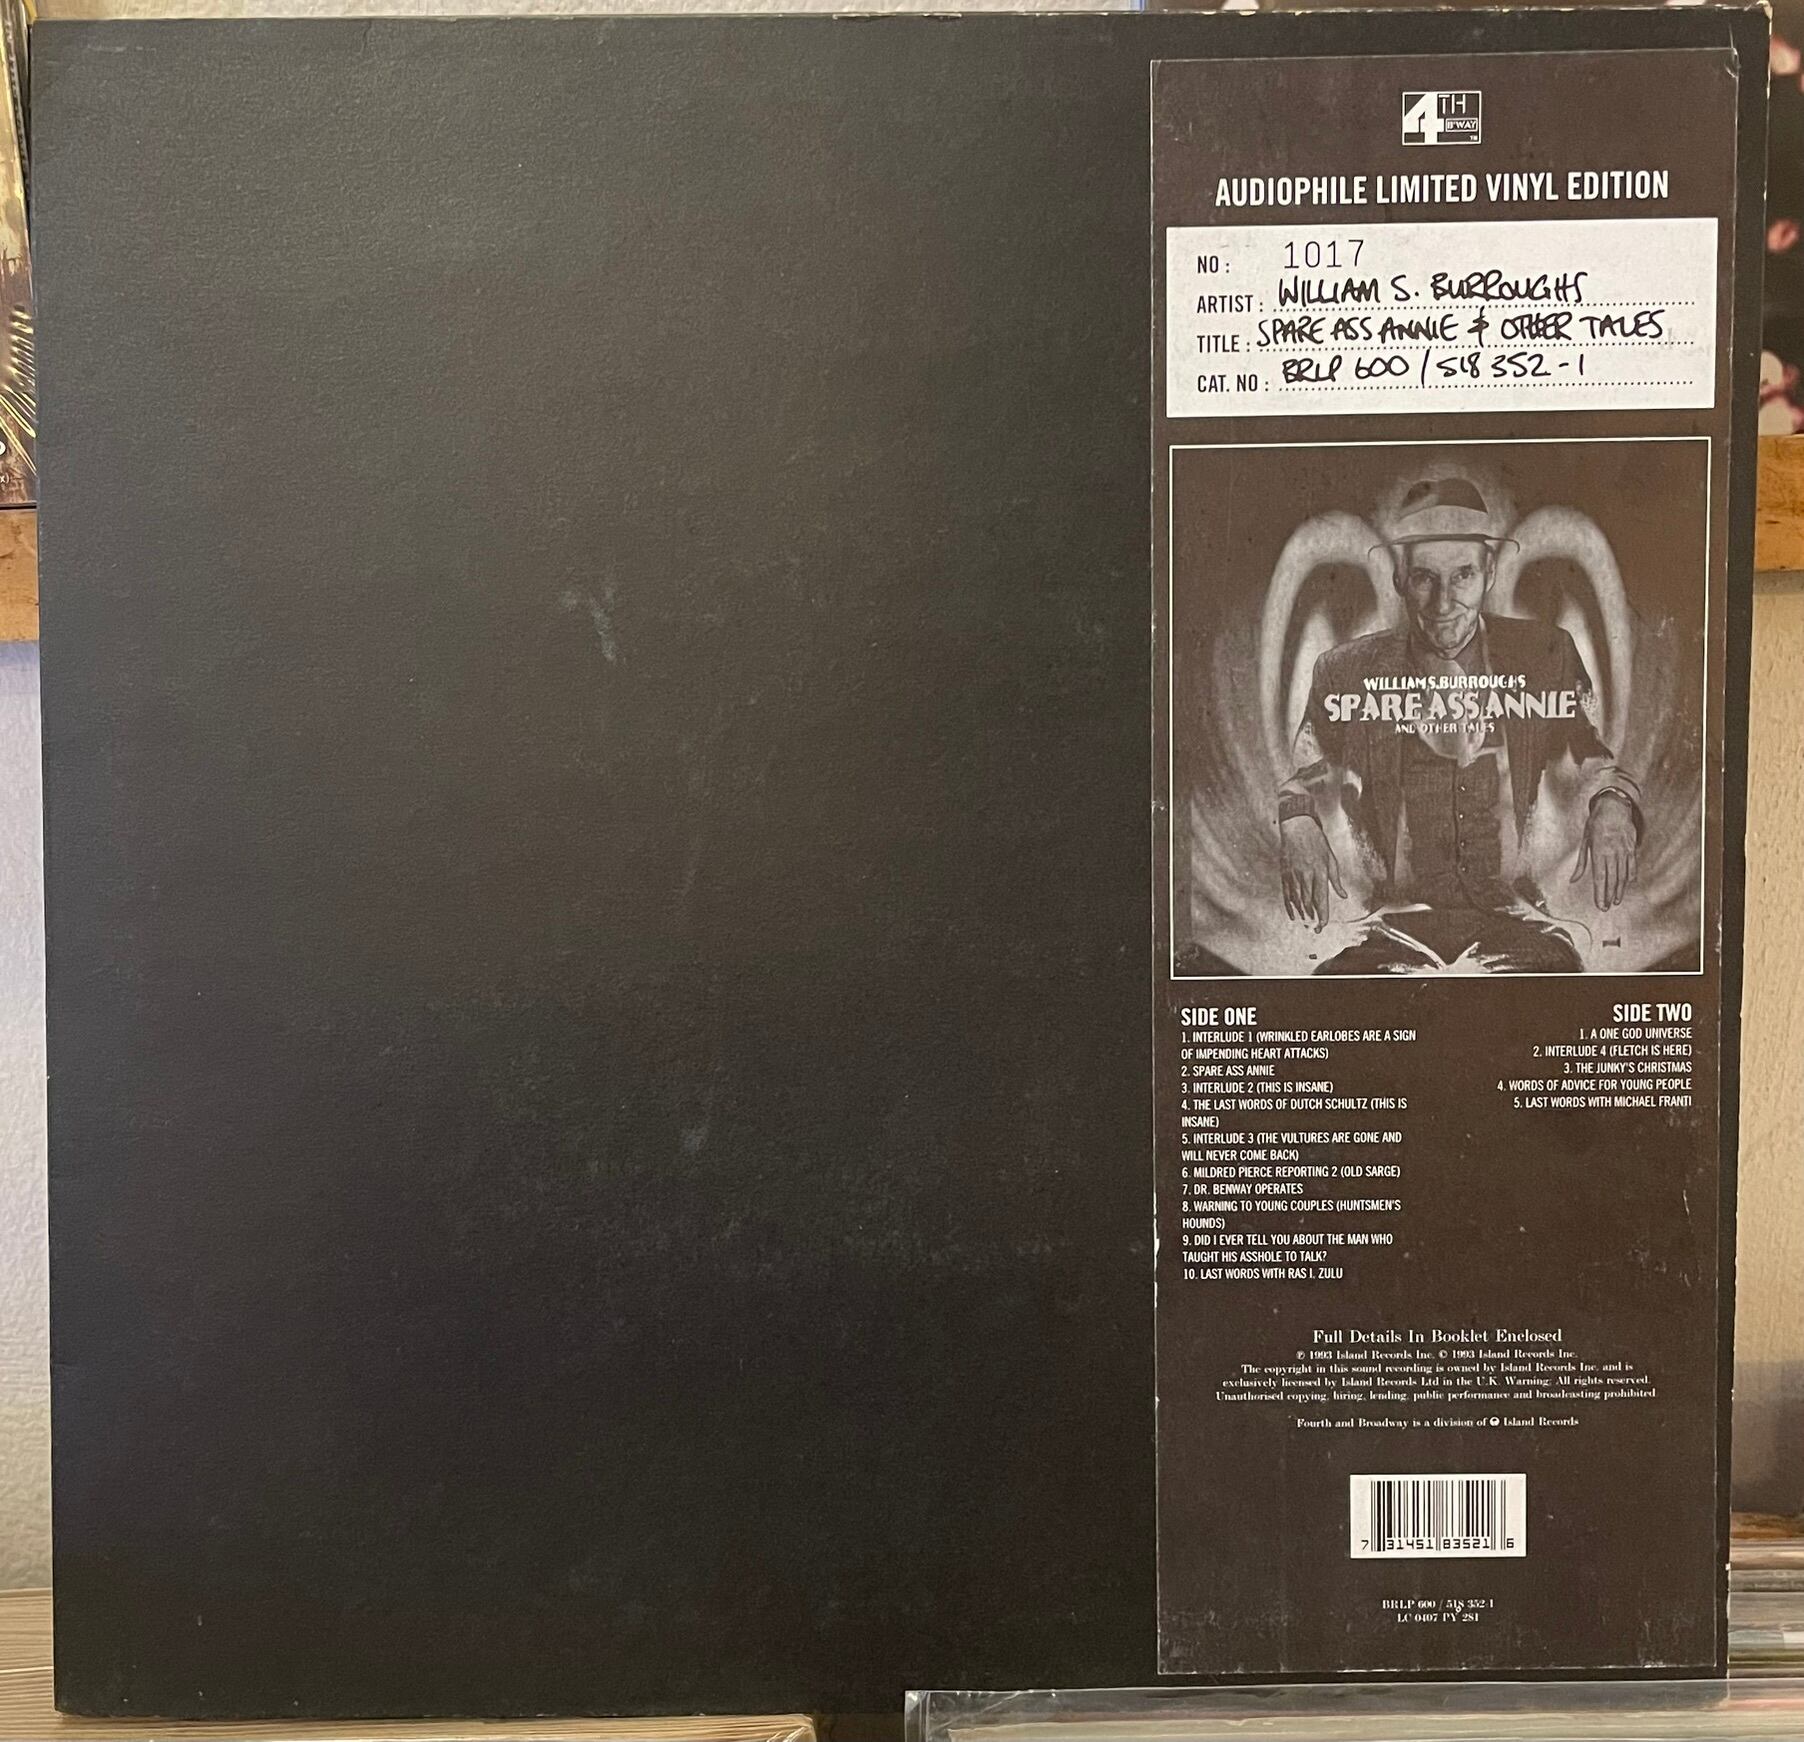 4TH
B'WAY
TM
AUDIOPHILE LIMITED VINYL EDITION
NO : 1017
ARTIST : WILLIAM S. BURROUGHS
TITLE : SPARE ASS ANNIE & OTHER TALES
CAT. NO : BRLP 600 / 518 352 - 1
WILLIAM S. BURROUGHS
SPARE ASS ANNIE
AND OTHER TALES
SIDE ONE
1. INTERLUDE 1 (WRINKLED EARLOBES ARE A SIGN
OF IMPENDING HEART ATTACKS)
2. SPARE ASS ANNIE
3. INTERLUDE 2 (THIS IS INSANE)
4. THE LAST WORDS OF DUTCH SCHULTZ (THIS IS
INSANE)
5. INTERLUDE 3 (THE VULTURES ARE GONE AND
WILL NEVER COME BACK)
6. MILDRED PIERCE REPORTING 2 (OLD SARGE)
7. DR. BENWAY OPERATES
8. WARNING TO YOUNG COUPLES (HUNTSMEN'S
HOUNDS)
9. DID I EVER TELL YOU ABOUT THE MAN WHO
TAUGHT HIS ASSHOLE TO TALK?
10. LAST WORDS WITH RAS I. ZULU
SIDE TWO
1. A ONE GOD UNIVERSE
2. INTERLUDE 4 (FLETCH IS HERE)
3. THE JUNKY'S CHRISTMAS
4. WORDS OF ADVICE FOR YOUNG PEOPLE
5. LAST WORDS WITH MICHAEL FRANTI
Full Details In Booklet Enclosed
℗ 1993 Island Records Inc. © 1993 Island Records Inc.
The copyright in this sound recording is owned by Island Records Inc. and is
exclusively licensed by Island Records Ltd in the U.K. Warning: All rights reserved.
Unauthorised copying, hiring, lending, public performance and broadcasting prohibited
Fourth and Broadway is a division of Island Records
7 31451 83521 6
BRLP 600 / 518 352-1
LC 0407 PY 281